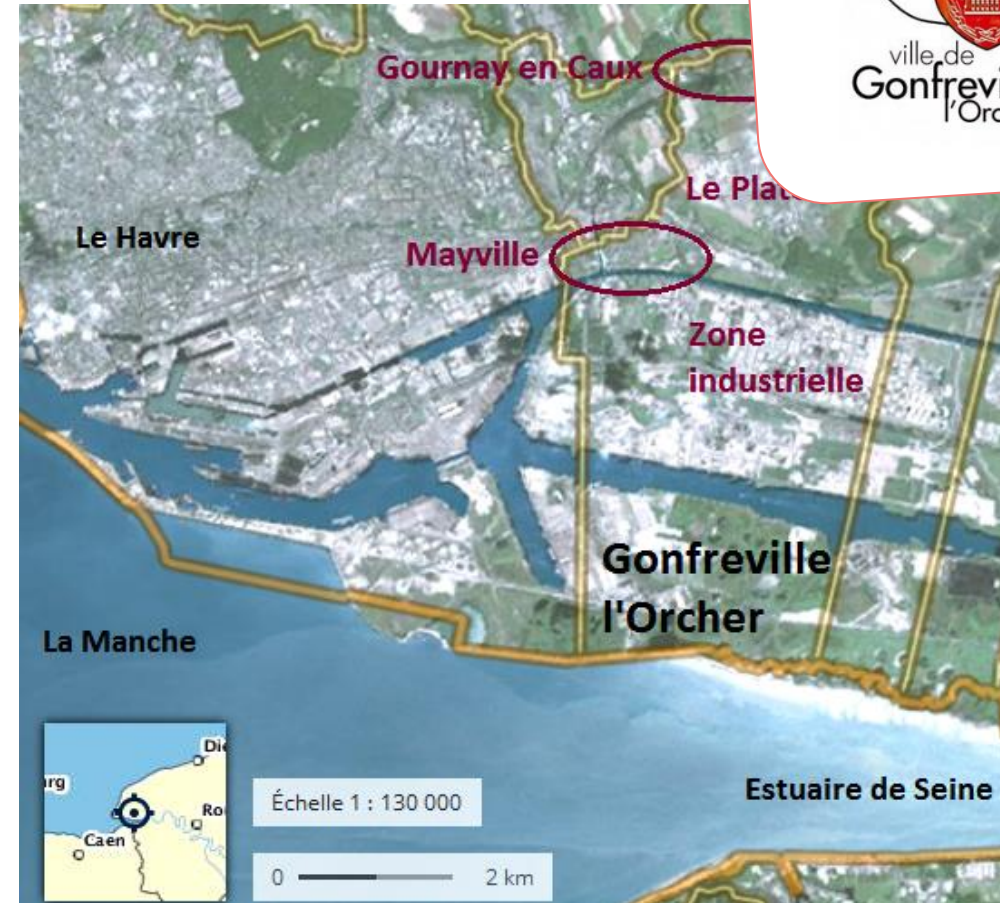 ville de
Gournay en Caux
Le Havre
Mayville
Zone
industrielle
Gonfreville
l'Orcher
La Manche
Estuaire de Seine
Caen
Échelle 1 : 130 000
0 2 km